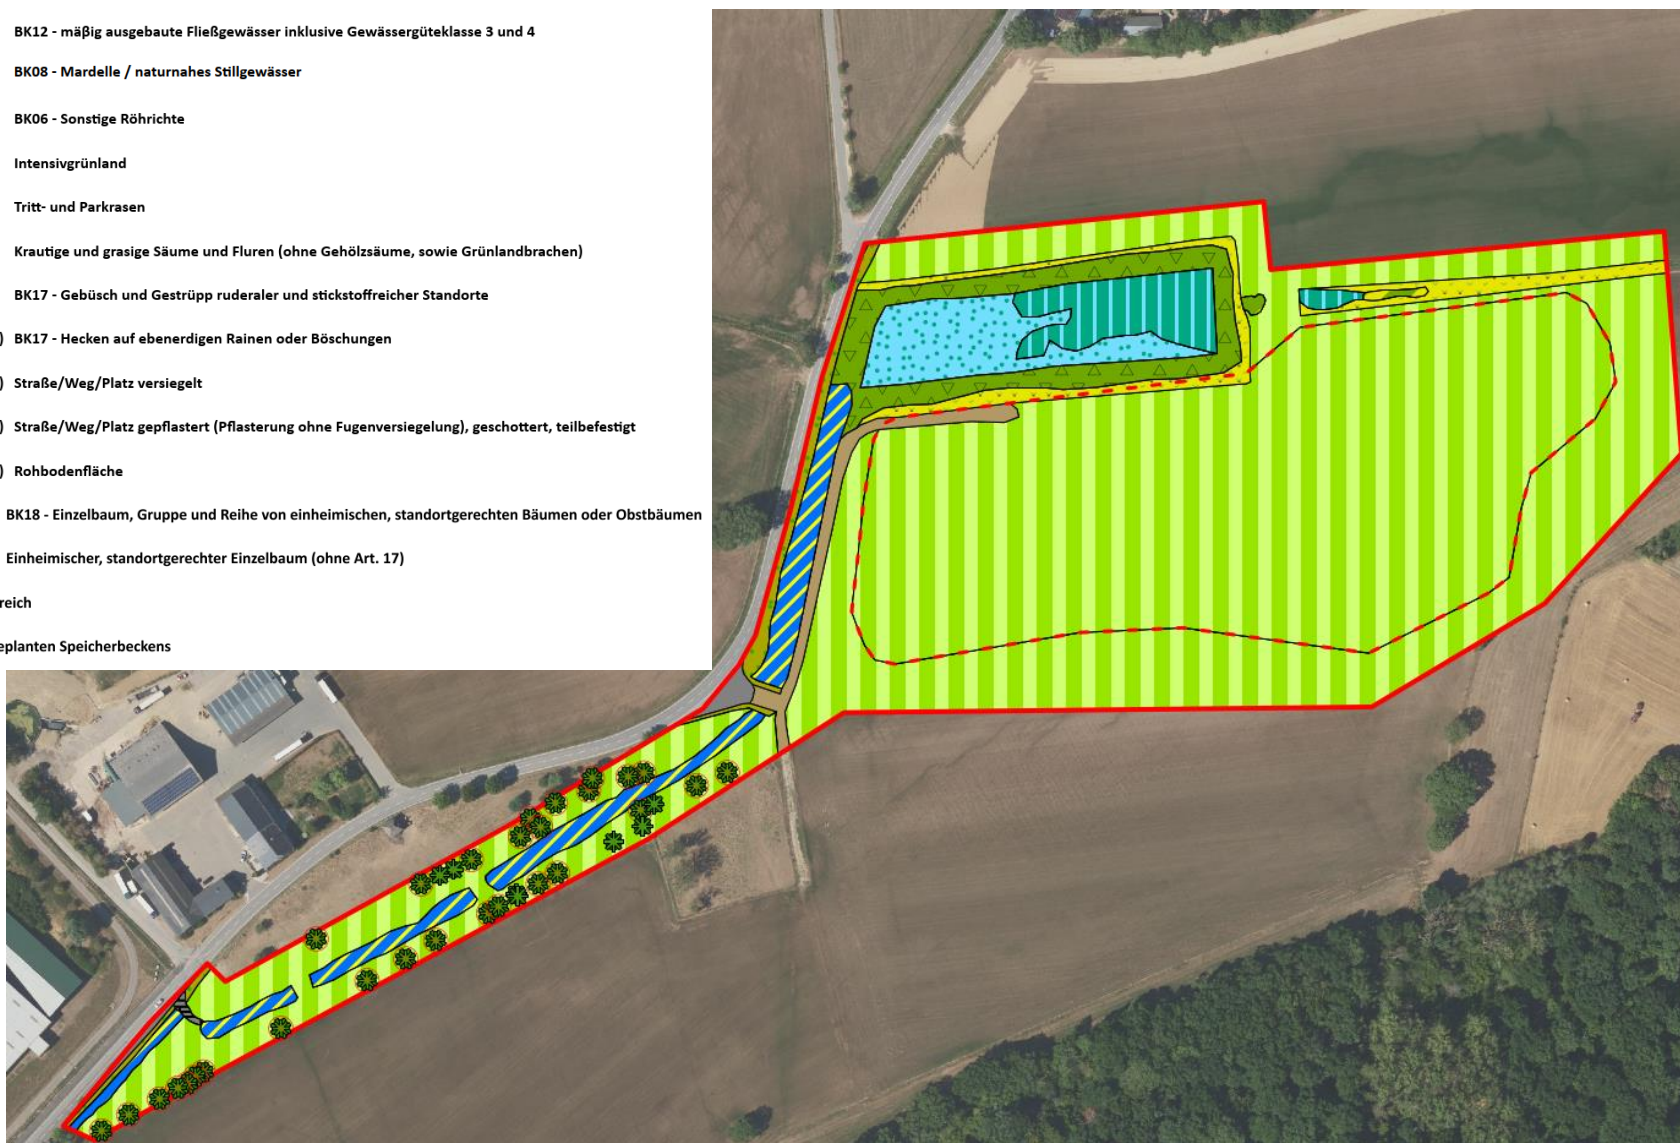 BK12 - mäßig ausgebaute Fließgewässer inklusive Gewässergüteklasse 3 und 4
BK08 - Mardelle / naturnahes Stillgewässer
BK06 - Sonstige Röhrichte
Intensivgrünland
Tritt- und Parkrasen
Krautige und grasige Säume und Fluren (ohne Gehölzsäume, sowie Grünlandbrachen)
BK17 - Gebüsch und Gestrüpp ruderaler und stickstoffreicher Standorte
) BK17 - Hecken auf ebenerdigen Rainen oder Böschungen
) Straße/Weg/Platz versiegelt
) Straße/Weg/Platz gepflastert (Pflasterung ohne Fugenversiegelung), geschottert, teilbefestigt
) Rohbodenfläche
BK18 - Einzelbaum, Gruppe und Reihe von einheimischen, standortgerechten Bäumen oder Obstbäumen
Einheimischer, standortgerechter Einzelbaum (ohne Art. 17)
reich
eplanten Speicherbeckens